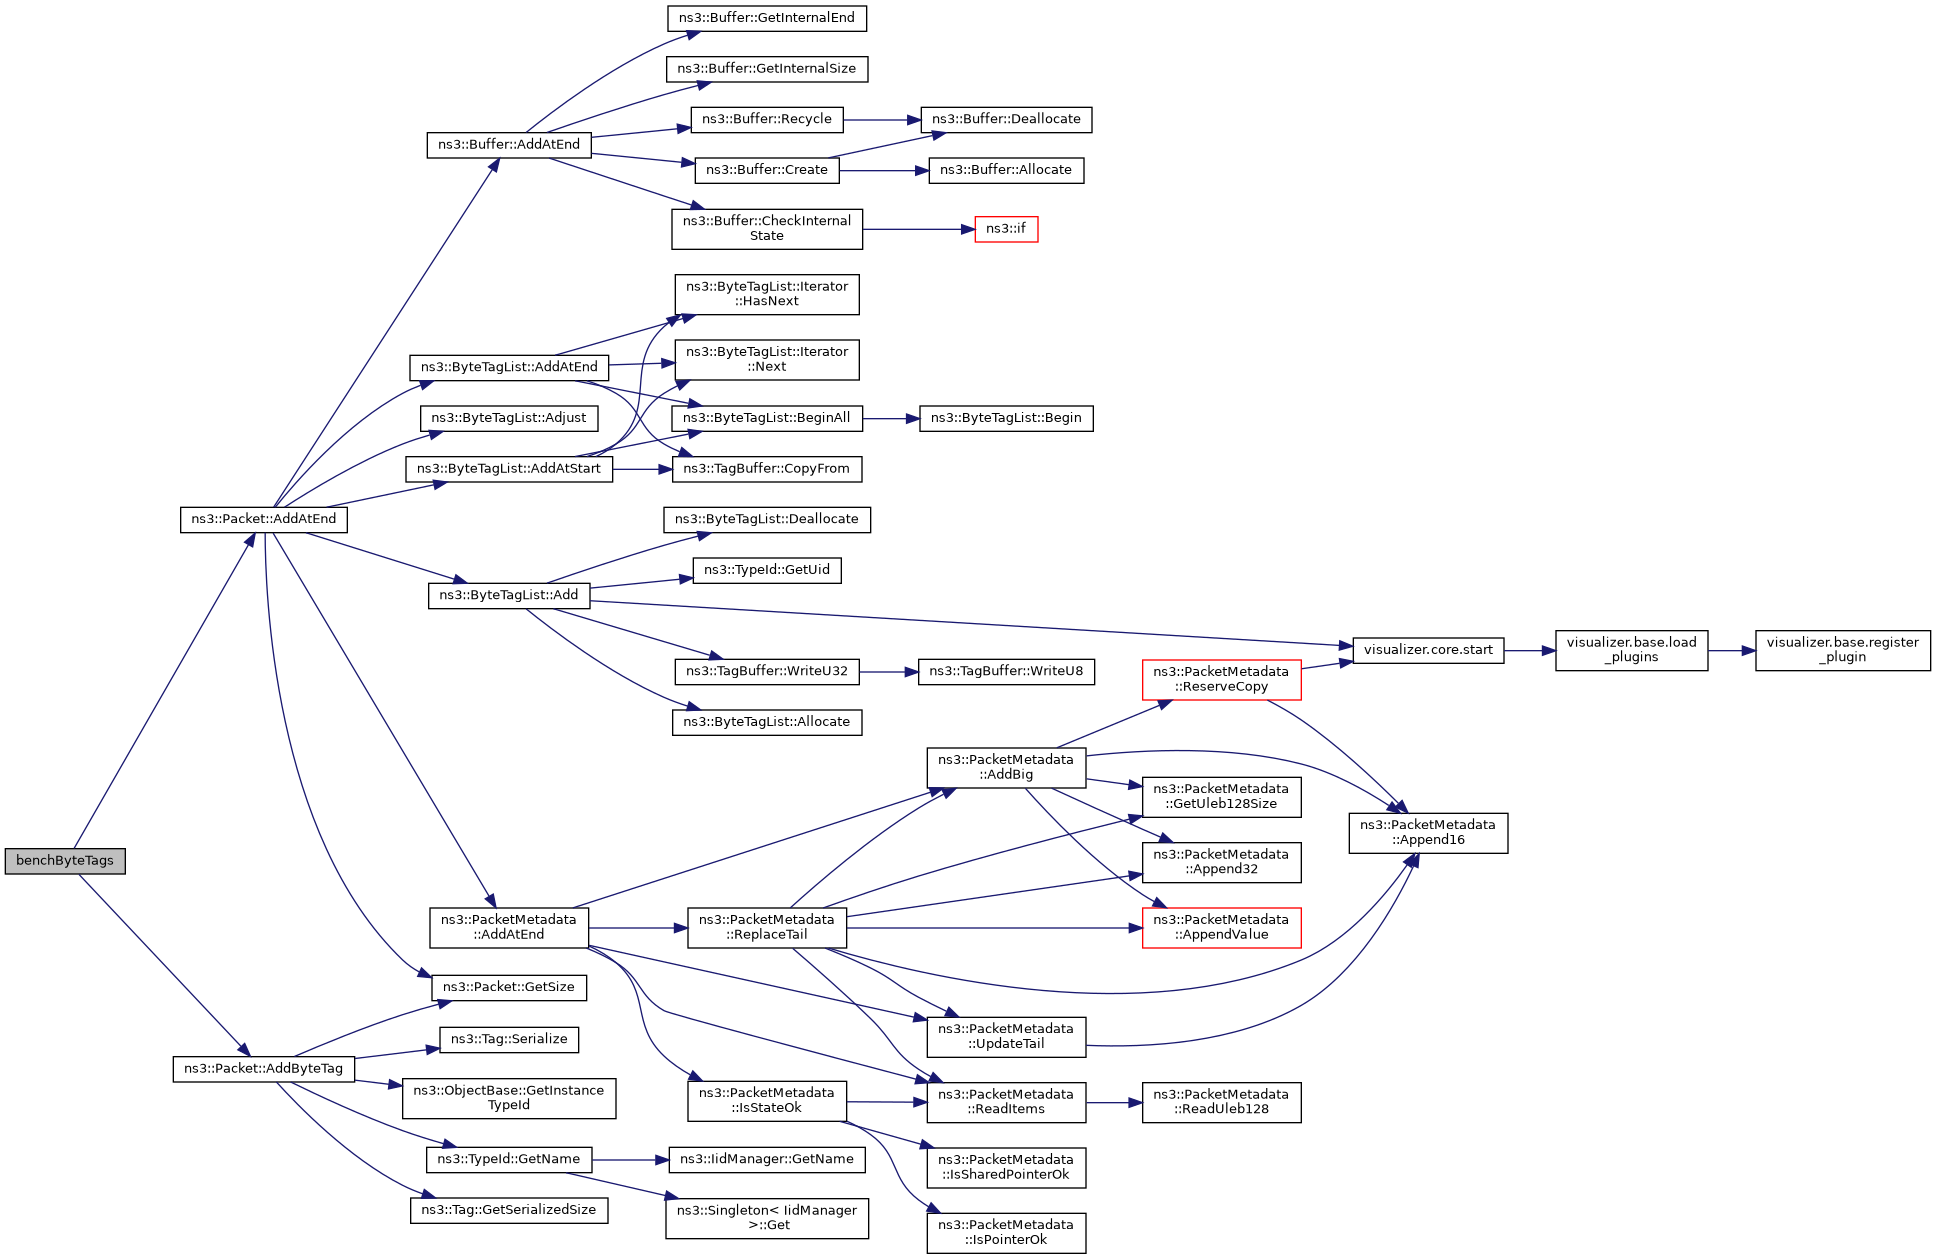 ns3::Buffer::GetInternalEnd
ns3::Buffer::GetInternalSize
ns3::Buffer::Recycle
ns3::Buffer::Deallocate
ns3::Buffer::AddAtEnd
ns3::Buffer::Create
ns3::Buffer::Allocate
ns3::Buffer::CheckInternal
State
ns3::if
ns3::ByteTagList::Iterator
::HasNext
ns3::ByteTagList::Iterator
::Next
ns3::ByteTagList::AddAtEnd
ns3::ByteTagList::Adjust
ns3::ByteTagList::BeginAll
ns3::ByteTagList::Begin
ns3::ByteTagList::AddAtStart
ns3::TagBuffer::CopyFrom
ns3::Packet::AddAtEnd
ns3::ByteTagList::Deallocate
ns3::TypeId::GetUid
ns3::ByteTagList::Add
visualizer.core.start
visualizer.base.load
_plugins
visualizer.base.register
_plugin
ns3::TagBuffer::WriteU32
ns3::TagBuffer::WriteU8
ns3::PacketMetadata
::ReserveCopy
ns3::ByteTagList::Allocate
ns3::PacketMetadata
::AddBig
ns3::PacketMetadata
::GetUleb128Size
ns3::PacketMetadata
::Append16
benchByteTags
ns3::PacketMetadata
::Append32
ns3::PacketMetadata
::AddAtEnd
ns3::PacketMetadata
::ReplaceTail
ns3::PacketMetadata
::AppendValue
ns3::Packet::GetSize
ns3::Tag::Serialize
ns3::PacketMetadata
::UpdateTail
ns3::Packet::AddByteTag
ns3::ObjectBase::GetInstance
TypeId
ns3::PacketMetadata
::IsStateOk
ns3::PacketMetadata
::ReadItems
ns3::PacketMetadata
::ReadUleb128
ns3::TypeId::GetName
ns3::IidManager::GetName
ns3::PacketMetadata
::IsSharedPointerOk
ns3::Tag::GetSerializedSize
ns3::Singleton< IidManager
>::Get
ns3::PacketMetadata
::IsPointerOk